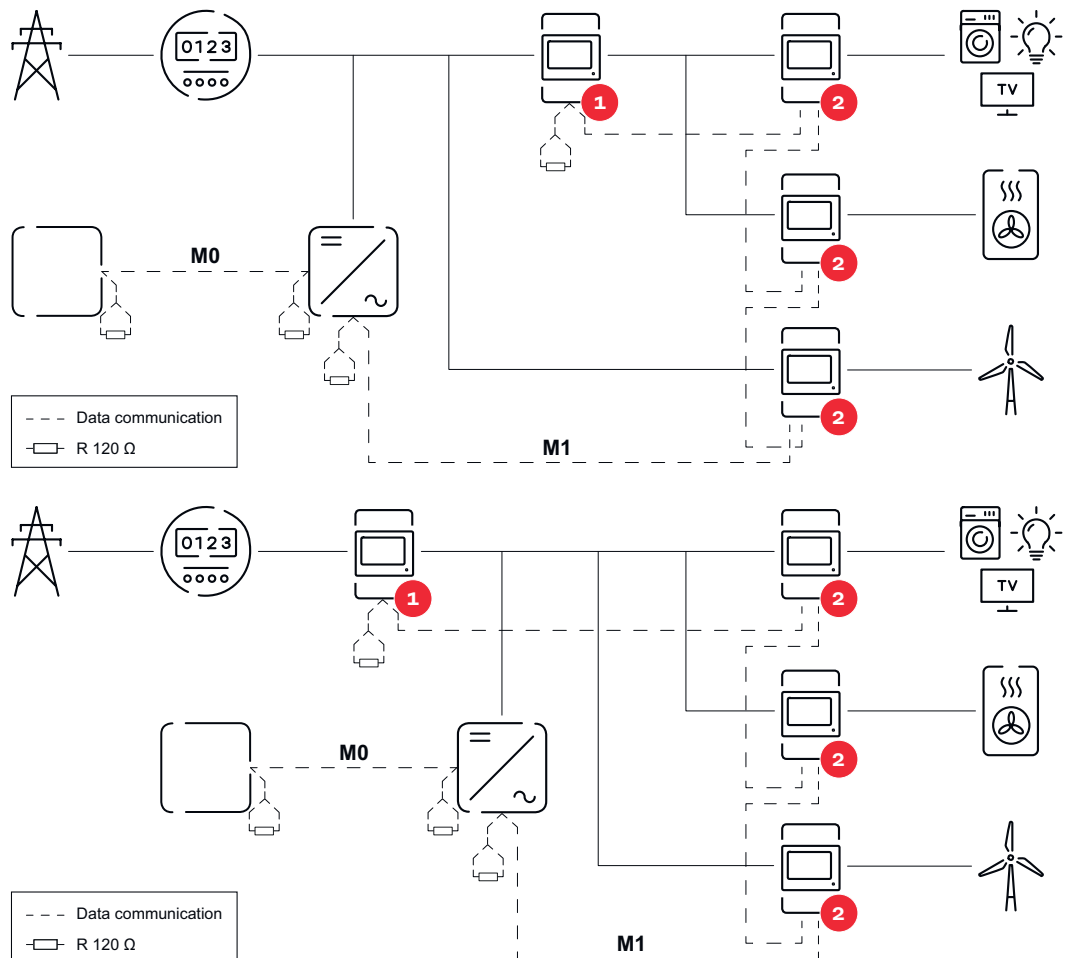 0123
1
2
TV
2
M0
2
M1
Data communication
R 120 Ω
0123
1
2
TV
2
M0
2
M1
Data communication
R 120 Ω